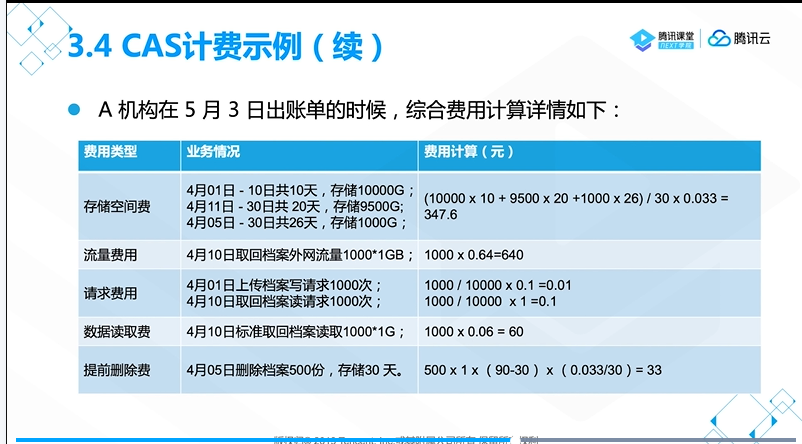 3.4 CAS计费示例（续）
腾讯课堂
NEXT学院
腾讯云
A 机构在 5 月 3 日出账单的时候，综合费用计算详情如下：
费用类型 业务情况 费用计算（元）
存储空间费
4月01日 - 10日共10天，存储10000G；
4月11日 - 30日共 20天，存储9500G;
4月05日 - 30日共26天，存储1000G；
(10000 x 10 + 9500 x 20 +1000 x 26) / 30 x 0.033 =
347.6
流量费用 4月10日取回档案外网流量1000*1GB； 1000 x 0.64=640
请求费用
4月01日上传档案写请求1000次；
4月10日取回档案读请求1000次；
1000 / 10000 x 0.1 =0.01
1000 / 10000 x 1 =0.1
数据读取费 4月10日标准取回档案读取1000*1G； 1000 x 0.06 = 60
提前删除费 4月05日删除档案500份，存储30 天。 500 x 1 x（90-30 ）x（0.033/30）= 33